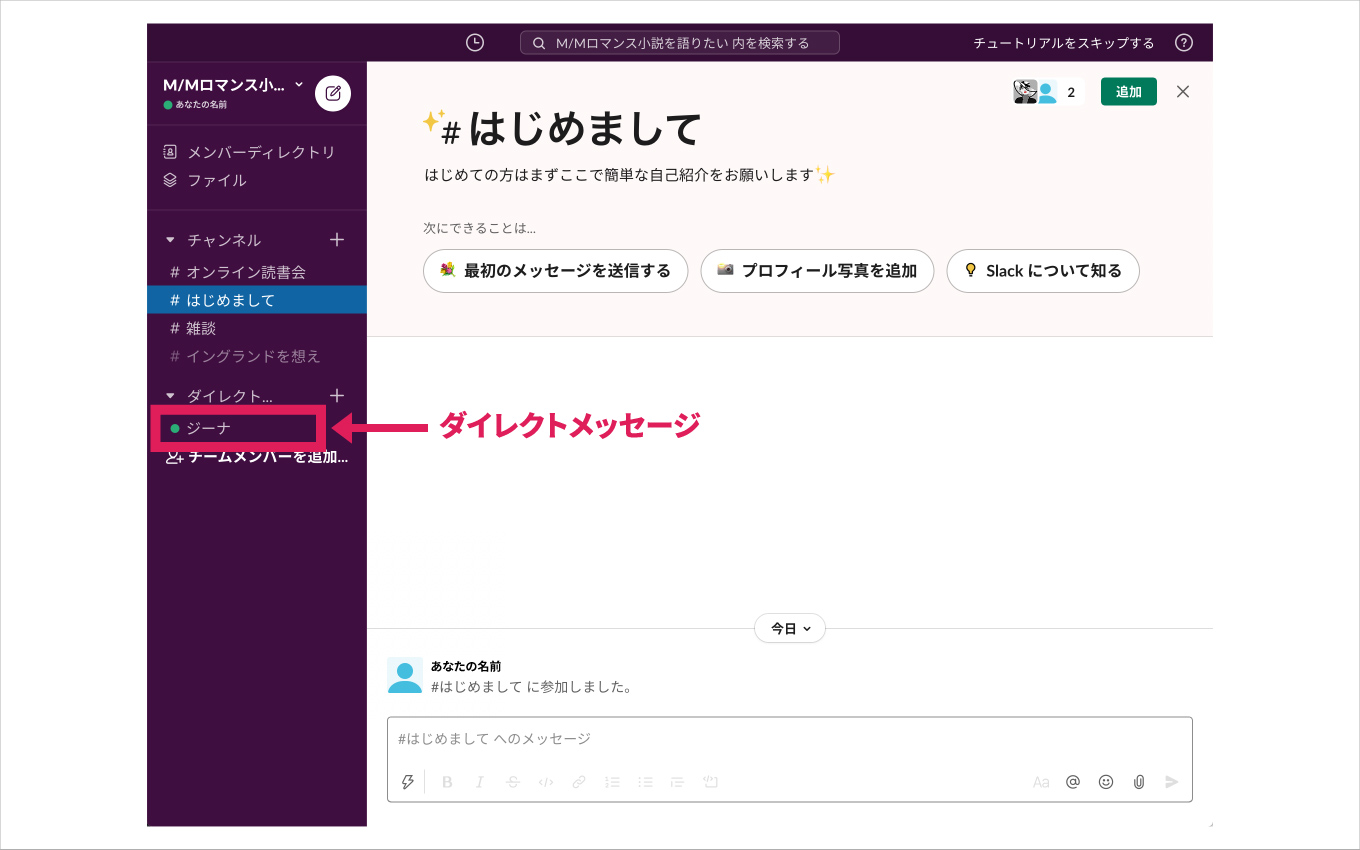 M/Mロマンス小説を語りたい 内を検索する
チュートリアルをスキップする
M/Mロマンス小...
あなたの名前
メンバーディレクトリ
ファイル
チャンネル
# オンライン読書会
# はじめまして
# 雑談
# イングランドを想え
ダイレクト...
ジーナ
チームメンバーを追加...
2
追加
#はじめまして
はじめての方はまずここで簡単な自己紹介をお願いします
次にできることは...
最初のメッセージを送信する
プロフィール写真を追加
Slack について知る
ダイレクトメッセージ
今日
あなたの名前
#はじめまして に参加しました。
#はじめまして へのメッセージ
B
I
S
Aa
@